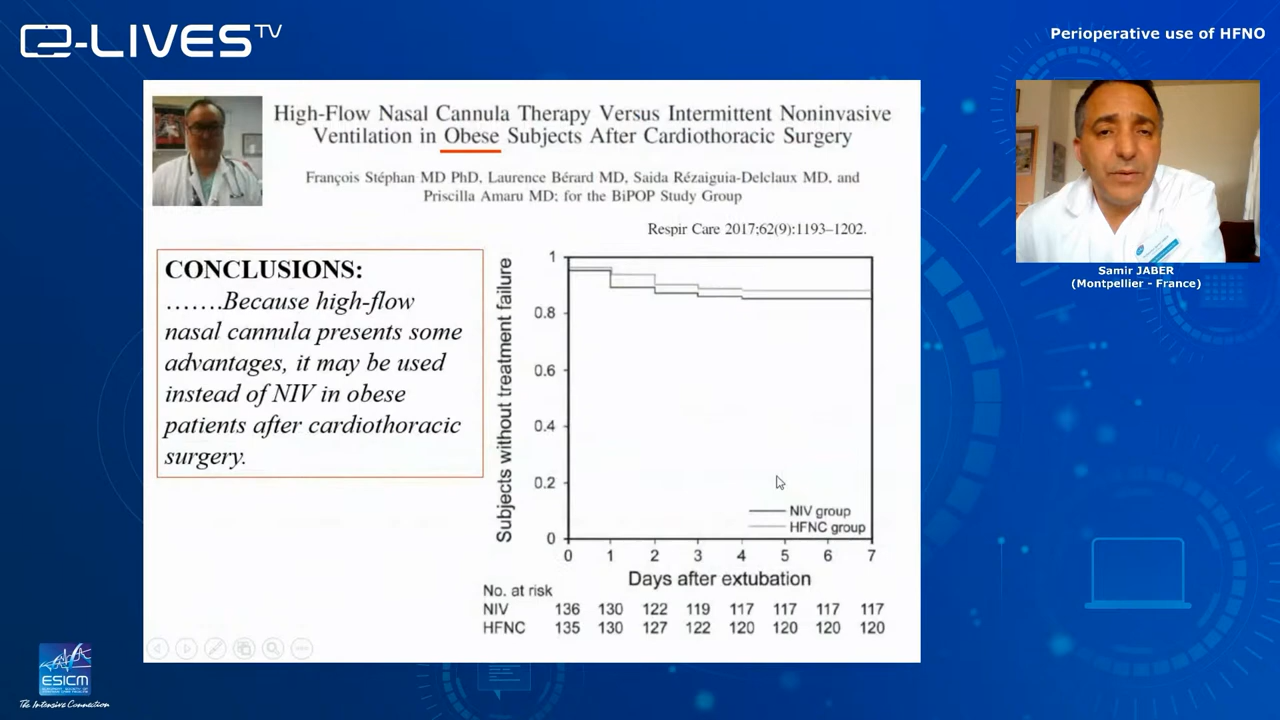 e-LIVES TV
Perioperative use of HFNO
High-Flow Nasal Cannula Therapy Versus Intermittent Noninvasive
Ventilation in Obese Subjects After Cardiothoracic Surgery
François Stéphan MD PhD, Laurence Bérard MD, Saida Rézaiguia-Delclaux MD, and
Priscilla Amaru MD; for the BiPOP Study Group
Respir Care 2017;62(9):1193–1202.
Samir JABER
(Montpellier - France)
CONCLUSIONS:
…….Because high-flow
nasal cannula presents some
advantages, it may be used
instead of NIV in obese
patients after cardiothoracic
surgery.
Subjects without treatment failure
1
0.8
0.6
0.4
0.2
0
NIV group
HFNC group
0 1 2 3 4 5 6 7
Days after extubation
No. at risk
NIV 136 130 122 119 117 117 117 117
HFNC 135 130 127 122 120 120 120 120
ESICM
The Intensive Connection